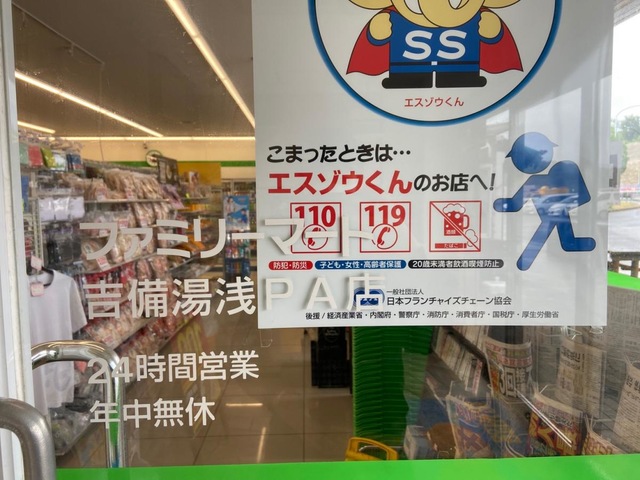 SS
エスゾウくん
こまったときは…
エスゾウくんのお店へ!
110 119
たばこ
防犯・防災 子ども・女性・高齢者保護 20歳未満者飲酒喫煙防止
一般社団法人
日本フランチャイズチェーン協会
後援/経済産業省・内閣府・警察庁・消防庁・消費者庁・国税庁・厚生労働省
ファミリーマート
吉備湯浅PA店
24時間営業
年中無休